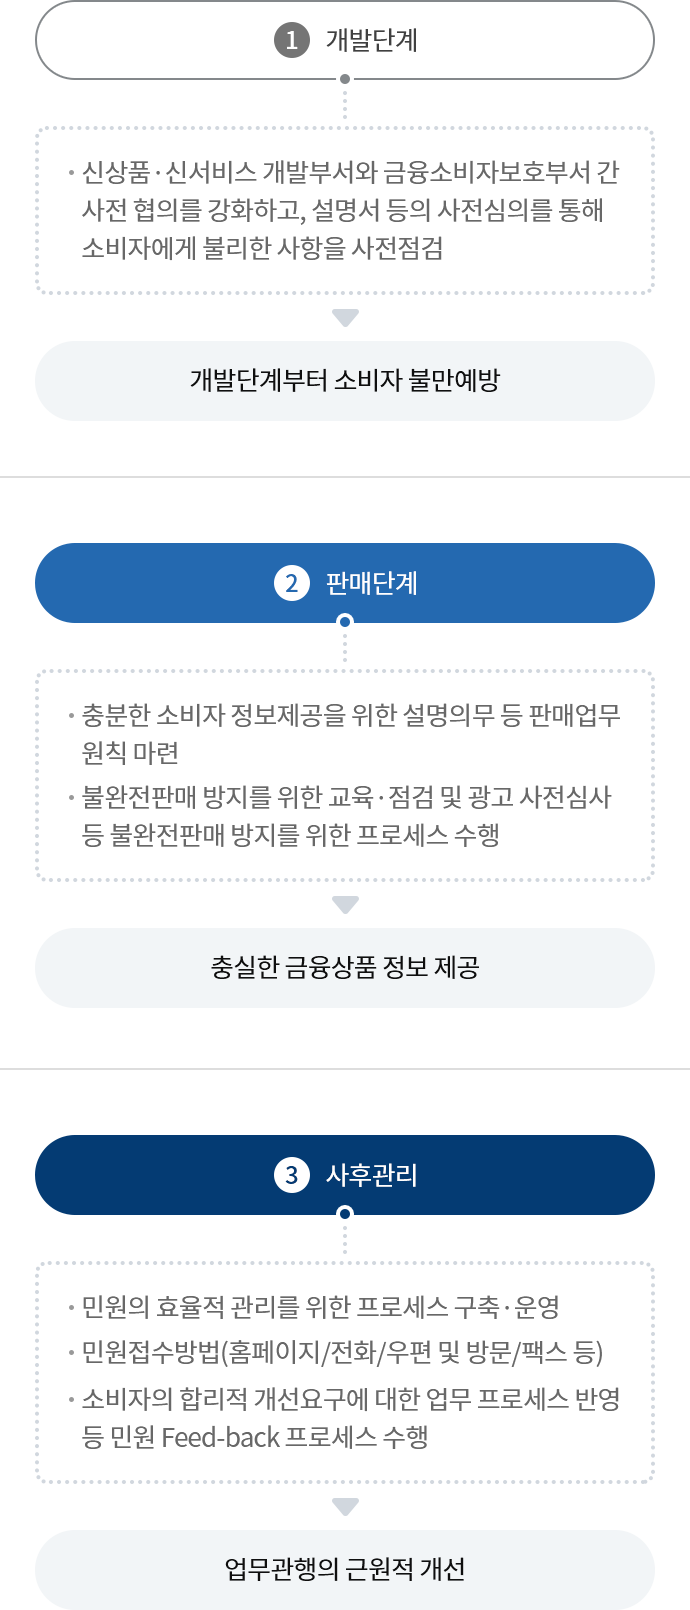 1 개발단계
• 신상품·신서비스 개발부서와 금융소비자보호부서 간
사전 협의를 강화하고, 설명서 등의 사전심의를 통해
소비자에게 불리한 사항을 사전점검
개발단계부터 소비자 불만예방
2 판매단계
• 충분한 소비자 정보제공을 위한 설명의무 등 판매업무
원칙 마련
• 불완전판매 방지를 위한 교육·점검 및 광고 사전심사
등 불완전판매 방지를 위한 프로세스 수행
충실한 금융상품 정보 제공
3 사후관리
• 민원의 효율적 관리를 위한 프로세스 구축·운영
• 민원접수방법(홈페이지/전화/우편 및 방문/팩스 등)
• 소비자의 합리적 개선요구에 대한 업무 프로세스 반영
등 민원 Feed-back 프로세스 수행
업무관행의 근원적 개선